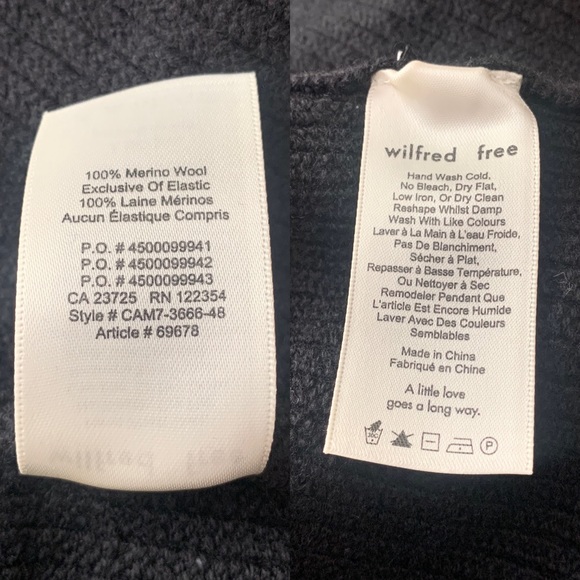 100% Merino Wool
Exclusive Of Elastic
100% Laine Mérinos
Aucun Élastique Compris
P.O. # 4500099941
P.O. # 4500099942
P.O. # 4500099943
CA 23725 RN 122354
Style # CAM7-3666-48
Article # 69678
wilfred free
Hand Wash Cold,
No Bleach, Dry Flat,
Low Iron, Or Dry Clean
Reshape Whilst Damp
Wash With Like Colours
Laver à La Main à L'eau Froide,
Pas De Blanchiment,
Sécher à Plat,
Repasser à Basse Température,
Ou Nettoyer à Sec
Remodeler Pendant Que
L'article Est Encore Humide
Laver Avec Des Couleurs
Semblables
Made in China
Fabriqué en Chine
A little love
goes a long way.
P